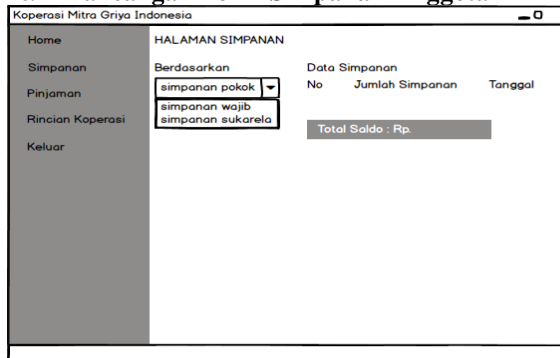 Koperasi Mitra Griya Indonesia
Home
Simpanan
Pinjaman
Rincian Koperasi
Keluar
HALAMAN SIMPANAN
Berdasarkan
simpanan pokok
simpanan wajib
simpanan sukarela
Data Simpanan
No Jumlah Simpanan Tanggal
Total Saldo : Rp.